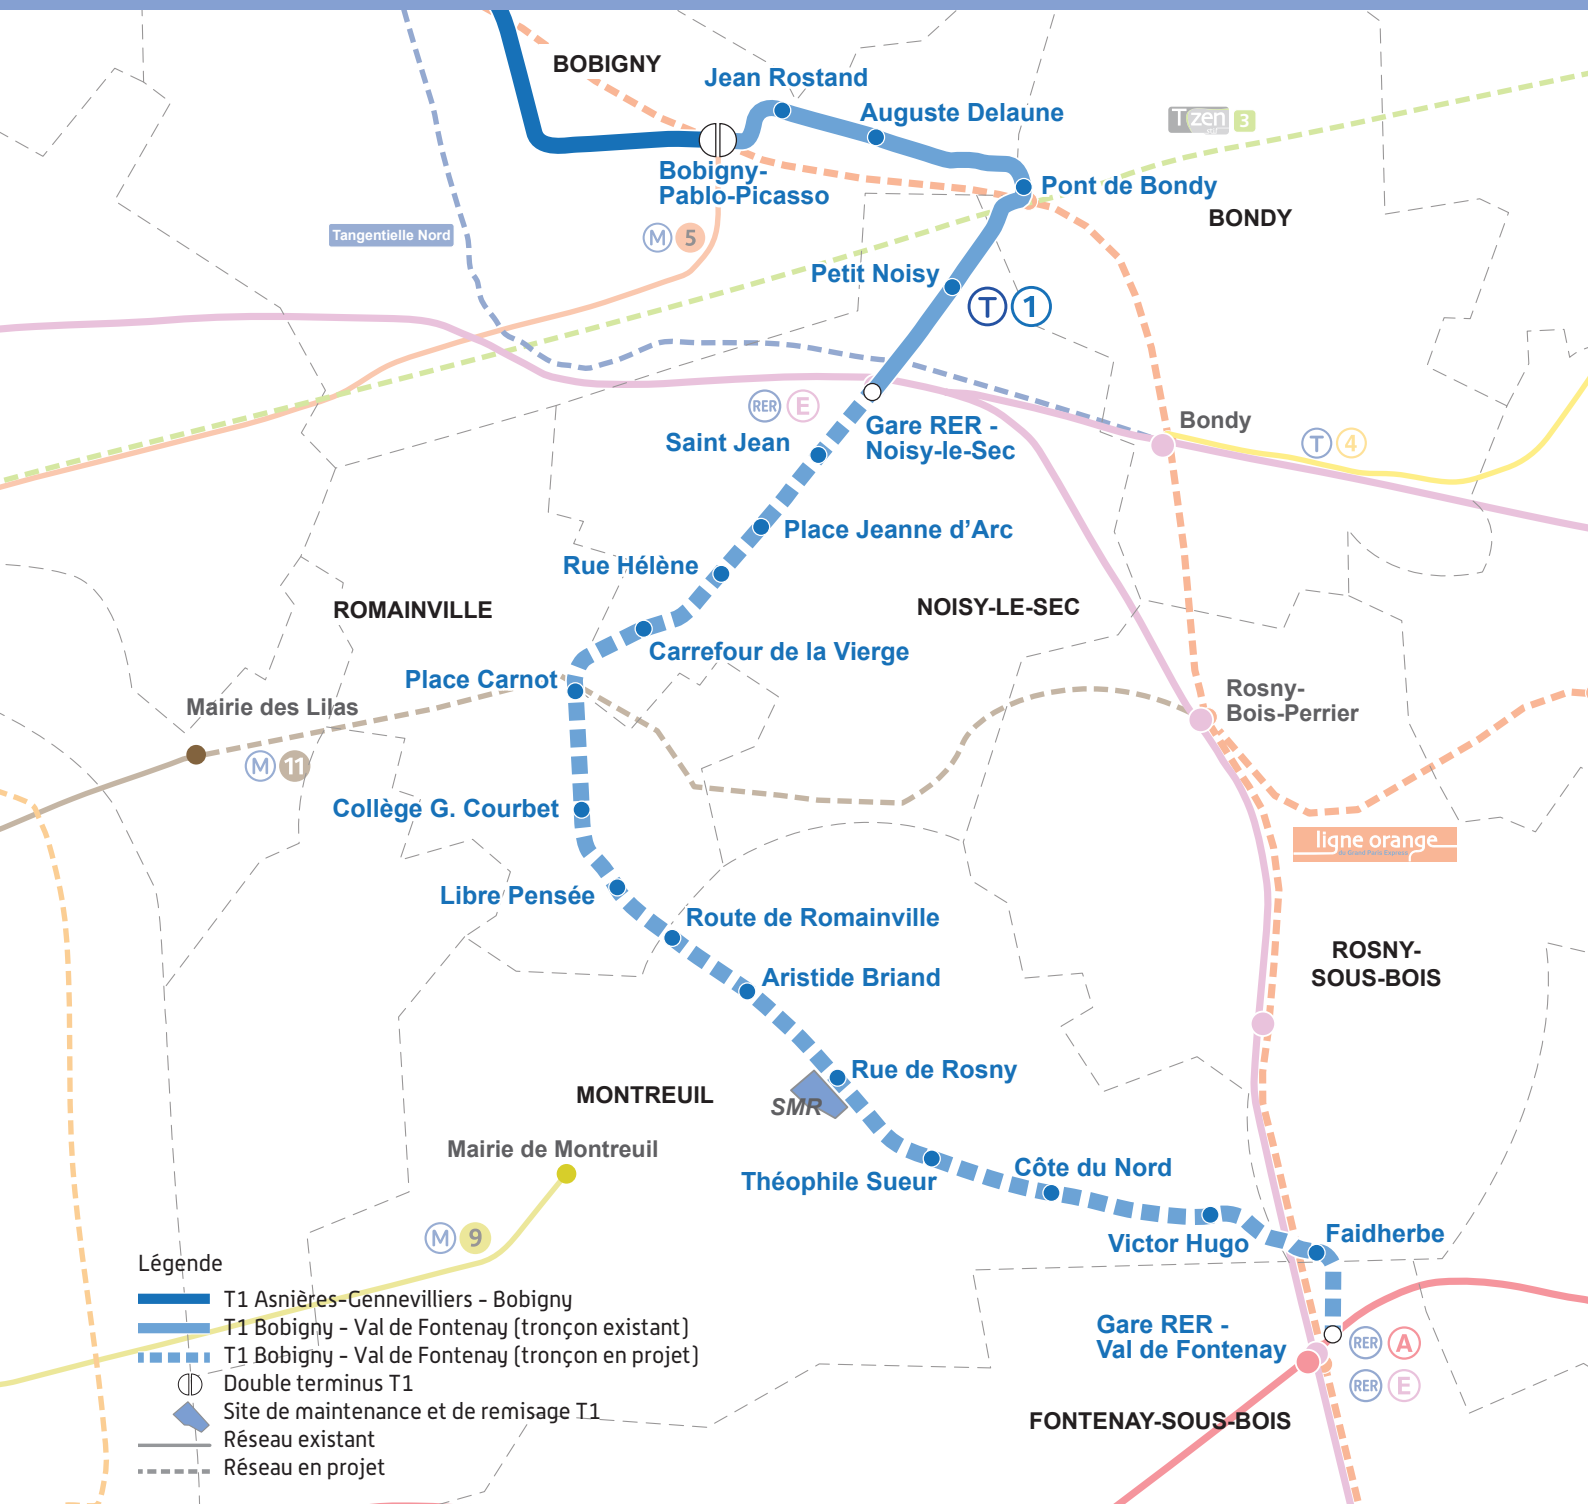 BOBIGNY
Jean Rostand
Auguste Delaune
T zen 3
Bobigny-
Pablo-Picasso
Pont de Bondy
BONDY
Tangentielle Nord
M 5
Petit Noisy
T 1
RER E
Gare RER -
Noisy-le-Sec
Bondy
T 4
Saint Jean
Place Jeanne d’Arc
Rue Hélène
ROMAINVILLE
NOISY-LE-SEC
Carrefour de la Vierge
Place Carnot
Mairie des Lilas
M 11
Rosny-
Bois-Perrier
Collège G. Courbet
ligne orange
du Grand Paris Express
Libre Pensée
Route de Romainville
ROSNY-
SOUS-BOIS
Aristide Briand
Rue de Rosny
SMR
MONTREUIL
Mairie de Montreuil
Théophile Sueur
Côte du Nord
M 9
Victor Hugo
Faidherbe
Légende
T1 Asnières-Gennevilliers - Bobigny
T1 Bobigny - Val de Fontenay (tronçon existant)
T1 Bobigny - Val de Fontenay (tronçon en projet)
Double terminus T1
Site de maintenance et de remisage T1
Réseau existant
Réseau en projet
Gare RER -
Val de Fontenay
RER A
RER E
FONTENAY-SOUS-BOIS